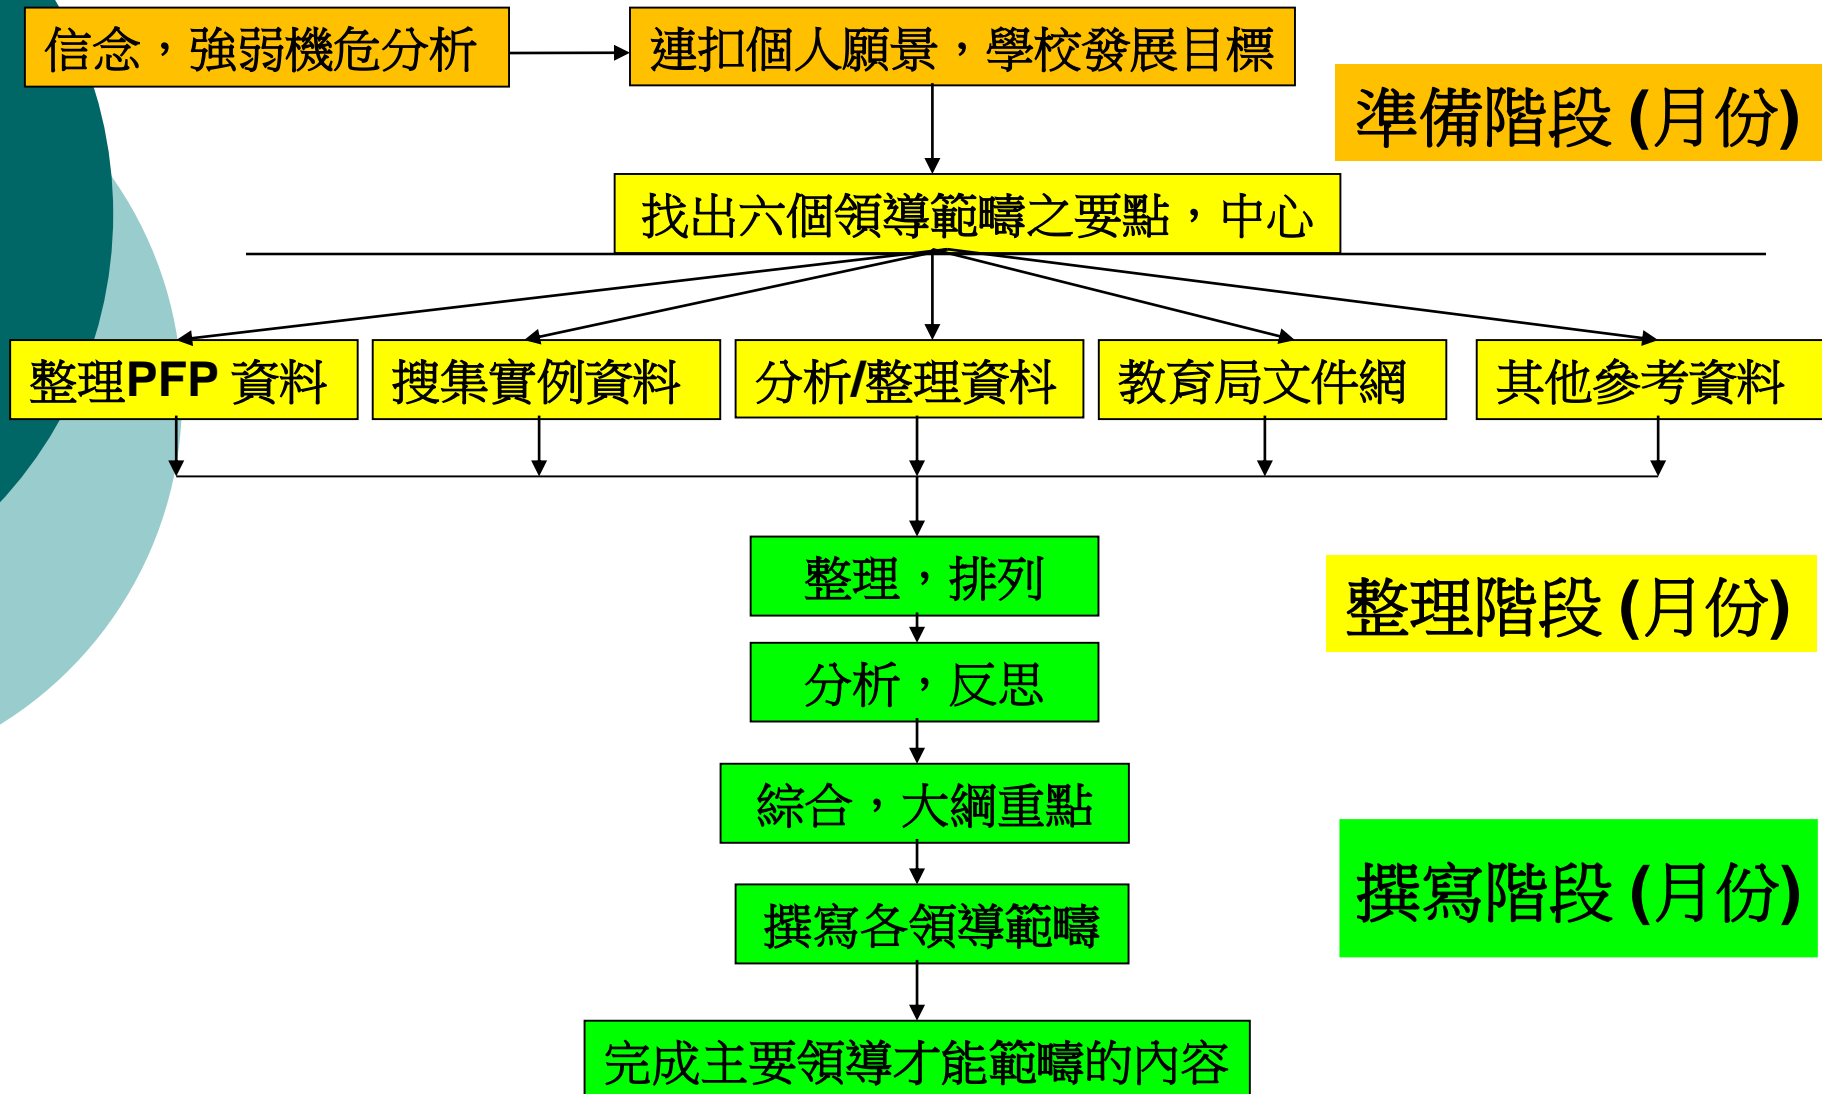 信念，強弱機危分析
連扣個人願景，學校發展目標
準備階段 (月份)
找出六個領導範疇之要點，中心
整理PFP 資料
搜集實例資料
分析/整理資料
教育局文件網
其他參考資料
整理，排列
整理階段 (月份)
分析，反思
綜合，大綱重點
撰寫階段 (月份)
撰寫各領導範疇
完成主要領導才能範疇的內容